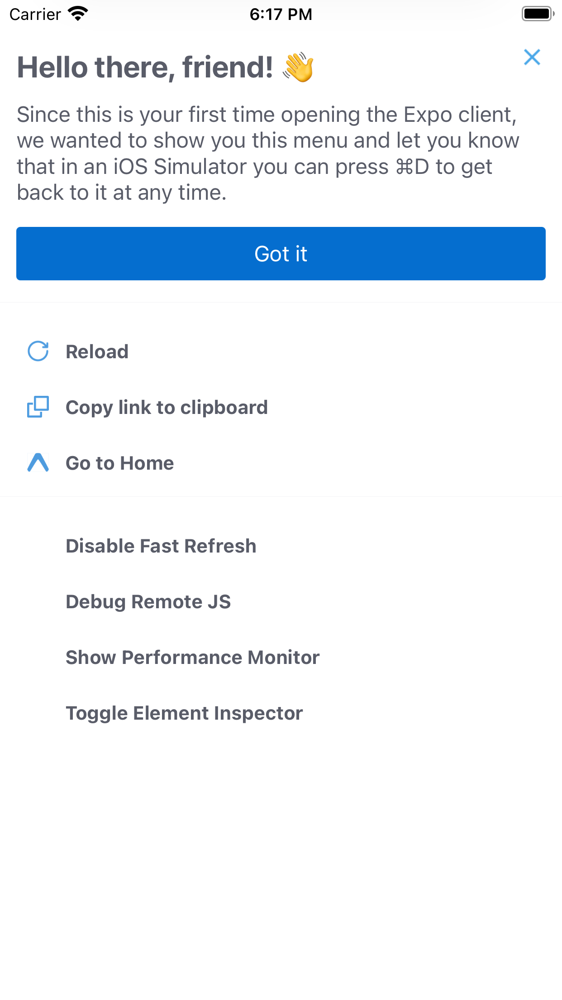 Carrier 6:17 PM
Hello there, friend! 👋
Since this is your first time opening the Expo client,
we wanted to show you this menu and let you know
that in an iOS Simulator you can press ⌘D to get
back to it at any time.
Got it
Reload
Copy link to clipboard
Go to Home
Disable Fast Refresh
Debug Remote JS
Show Performance Monitor
Toggle Element Inspector